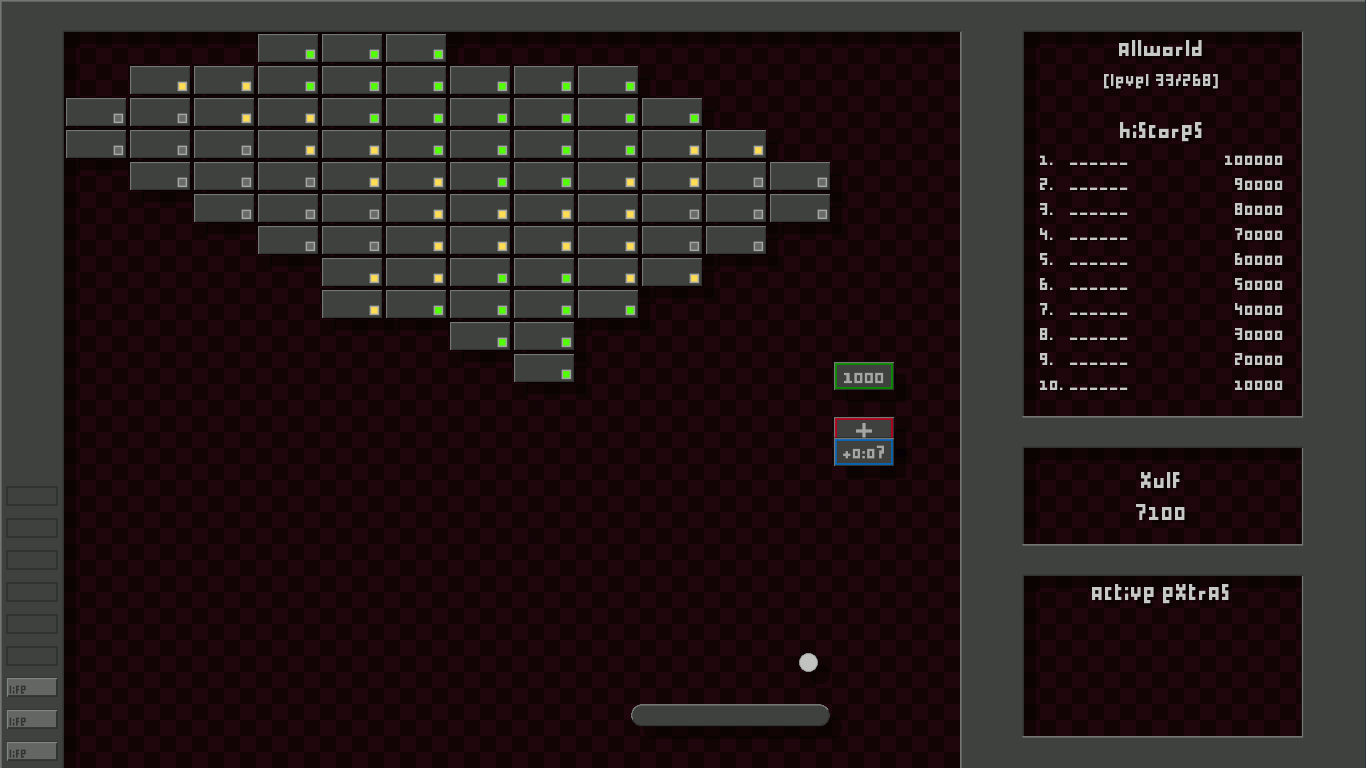 Allworld
[level 33/268]
hiscores
1. ______ 100000
2. ______ 90000
3. ______ 80000
4. ______ 70000
5. ______ 60000
6. ______ 50000
7. ______ 40000
8. ______ 30000
9. ______ 20000
10. ______ 10000
1000
+
+0:07
Xulf
7100
active extras
life
life
life